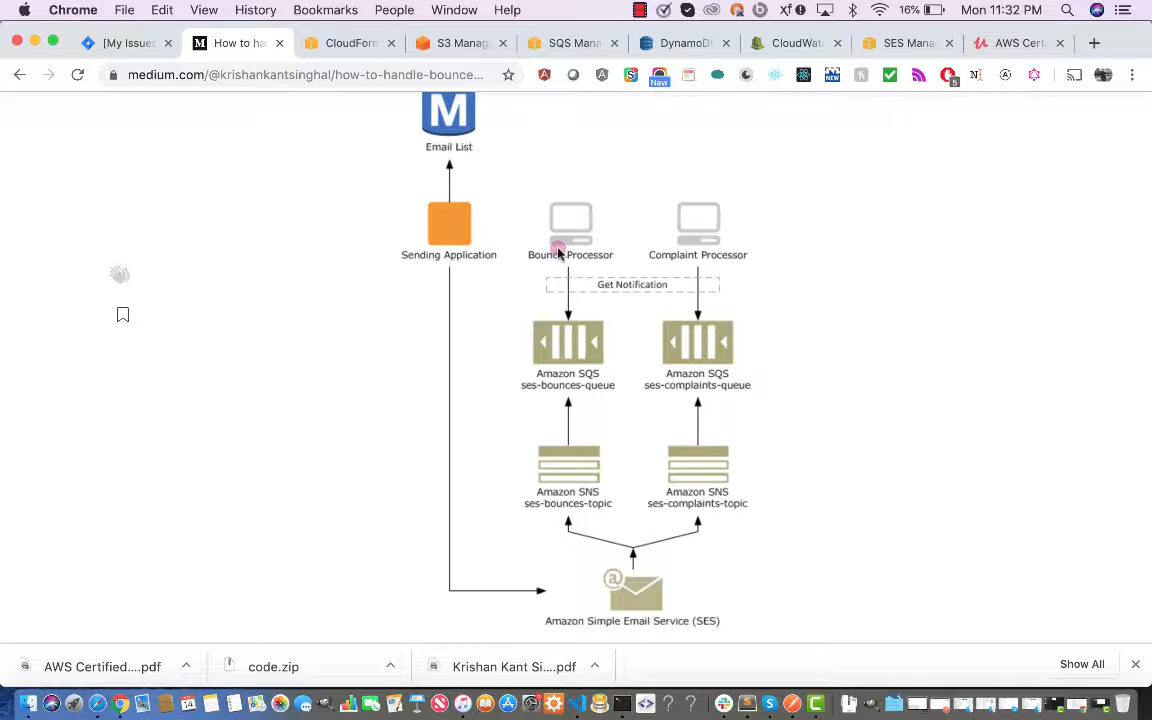 Chrome File Edit View History Bookmarks People Window Help 16% Mon 11:32 PM
[My Issues How to ha CloudForm S3 Manag SQS Mana DynamoD CloudWat SES Mana AWS Cert
medium.com/@krishankantsinghal/how-to-handle-bounce...
New
NEW
5
M
Email List
Sending Application
Bounce Processor
Complaint Processor
Get Notification
Amazon SQS
ses-bounces-queue
Amazon SQS
ses-complaints-queue
Amazon SNS
ses-bounces-topic
Amazon SNS
ses-complaints-topic
@
Amazon Simple Email Service (SES)
AWS Certified....pdf code.zip Krishan Kant Si....pdf Show All